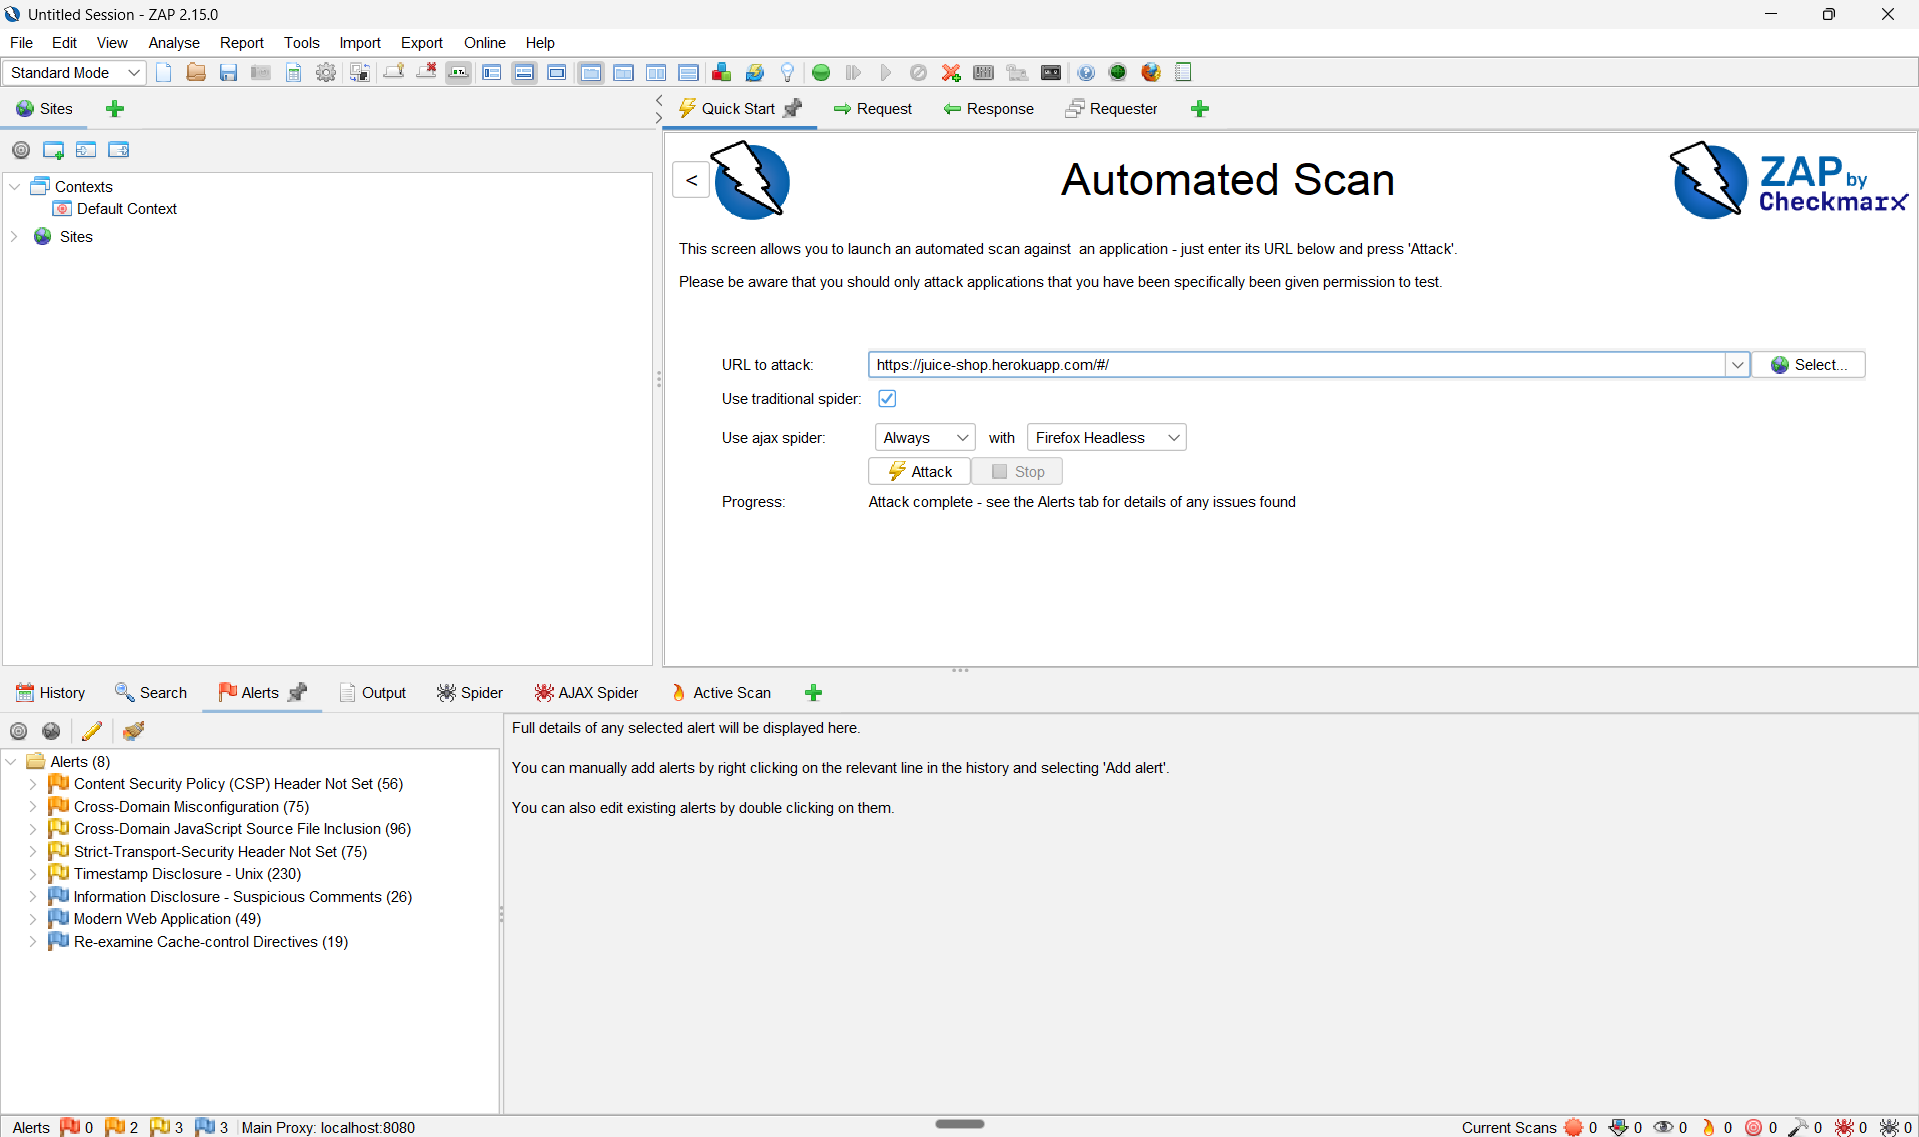 Untitled Session - ZAP 2.15.0
File Edit View Analyse Report Tools Import Export Online Help
Standard Mode
Sites
Quick Start Request Response Requester
<
Automated Scan
ZAP by Checkmarx
Contexts
Default Context
Sites
This screen allows you to launch an automated scan against  an application - just enter its URL below and press 'Attack'.
Please be aware that you should only attack applications that you have been specifically been given permission to test.
URL to attack: https://juice-shop.herokuapp.com/#/ Select...
Use traditional spider:
Use ajax spider: Always with Firefox Headless
Attack Stop
Progress: Attack complete - see the Alerts tab for details of any issues found
History Search Alerts Output Spider AJAX Spider Active Scan
Alerts (8)
Content Security Policy (CSP) Header Not Set (56)
Cross-Domain Misconfiguration (75)
Cross-Domain JavaScript Source File Inclusion (96)
Strict-Transport-Security Header Not Set (75)
Timestamp Disclosure - Unix (230)
Information Disclosure - Suspicious Comments (26)
Modern Web Application (49)
Re-examine Cache-control Directives (19)
Full details of any selected alert will be displayed here.
You can manually add alerts by right clicking on the relevant line in the history and selecting 'Add alert'.
You can also edit existing alerts by double clicking on them.
Alerts 0 2 3 3 Main Proxy: localhost:8080
Current Scans 0 0 0 0 0 0 0 0